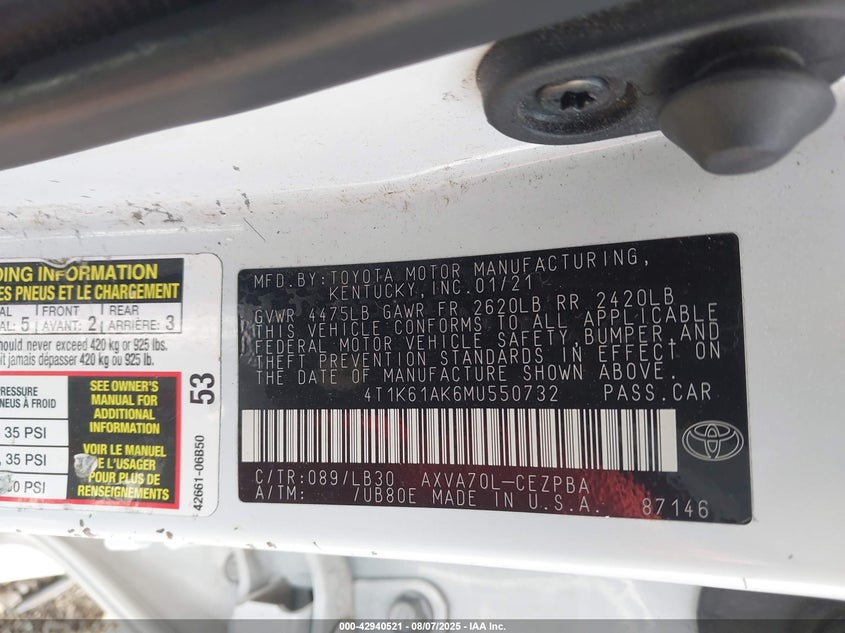 DING INFORMATION
ES PNEUS ET LE CHARGEMENT
AL 5 FRONT AVANT: 2 REAR ARRIÈRE: 3
ould never exceed 420 kg or 925 lbs.
it jamais dépasser 420 kg ou 925 lb.
PRESSURE
NEUS À FROID
35 PSI
35 PSI
60 PSI
SEE OWNER'S
MANUAL FOR
ADDITIONAL
INFORMATION
VOIR LE MANUEL
DE L'USAGER
POUR PLUS DE
RENSEIGNEMENTS
53
42661-06B50
MFD.BY:TOYOTA MOTOR MANUFACTURING,
KENTUCKY, INC.01/21
GVWR 4475LB GAWR FR 2620LB RR 2420LB
THIS VEHICLE CONFORMS TO ALL APPLICABLE
FEDERAL MOTOR VEHICLE SAFETY,BUMPER,AND
THEFT PREVENTION STANDARDS IN EFFECT ON
THE DATE OF MANUFACTURE SHOWN ABOVE.
4T1K61AK6MU550732 PASS.CAR
C/TR:089/LB30 AXVA70L-CEZPBA
A/TM: /UB80E MADE IN U.S.A. 87146
000-42940521 - 08/07/2025 - IAA Inc.